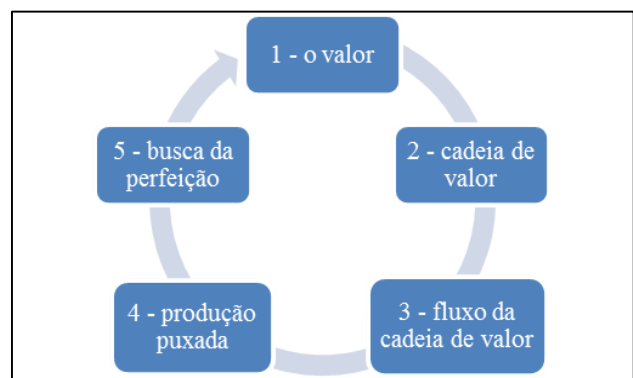 1 - o valor
2 - cadeia de
valor
3 - fluxo da
cadeia de valor
4 - produção
puxada
5 - busca da
perfeição